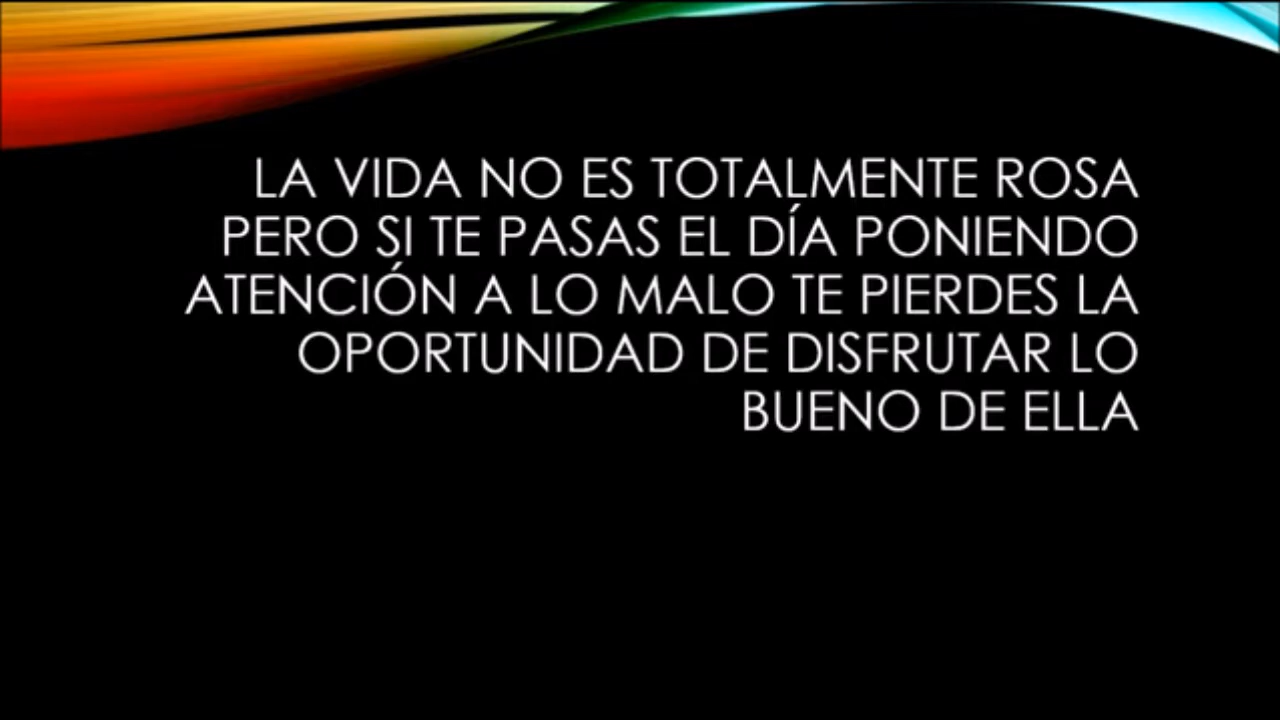 LA VIDA NO ES TOTALMENTE ROSA
PERO SI TE PASAS EL DÍA PONIENDO
ATENCIÓN A LO MALO TE PIERDES LA
OPORTUNIDAD DE DISFRUTAR LO
BUENO DE ELLA